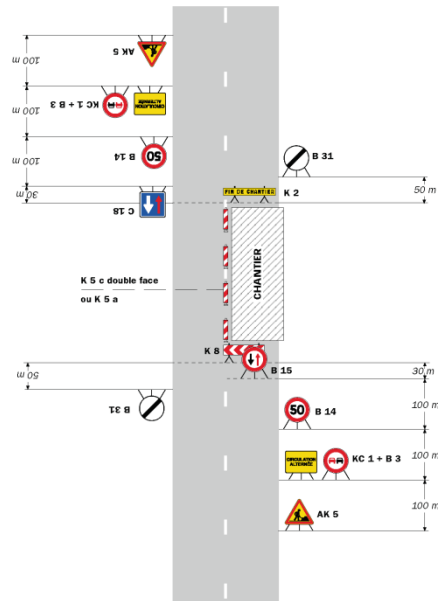 AK 5
100 m
CIRCULATION
ALTERNÉE
KC 1 + B 3
100 m
50
B 14
100 m
C 18
30 m
B 31
50 m
FIN DE CHANTIER
K 2
CHANTIER
K 5 c double face
ou K 5 a
K 8
B 15
30 m
50 m
B 31
50
B 14
100 m
CIRCULATION
ALTERNÉE
KC 1 + B 3
100 m
AK 5
100 m